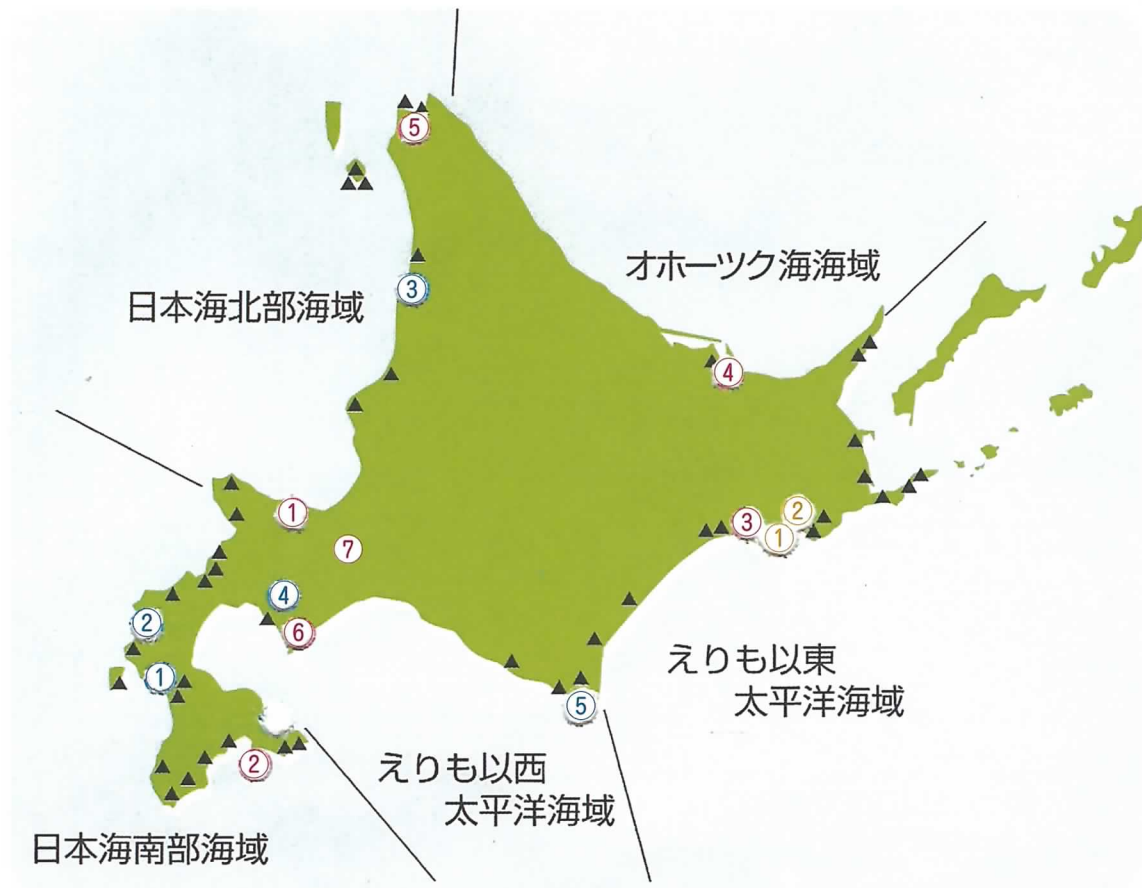 ⑤
オホーツク海海域
③
日本海北部海域
④
①
②
③
①
⑦
④
②
⑥
えりも以東
太平洋海域
①
⑤
②
えりも以西
太平洋海域
日本海南部海域